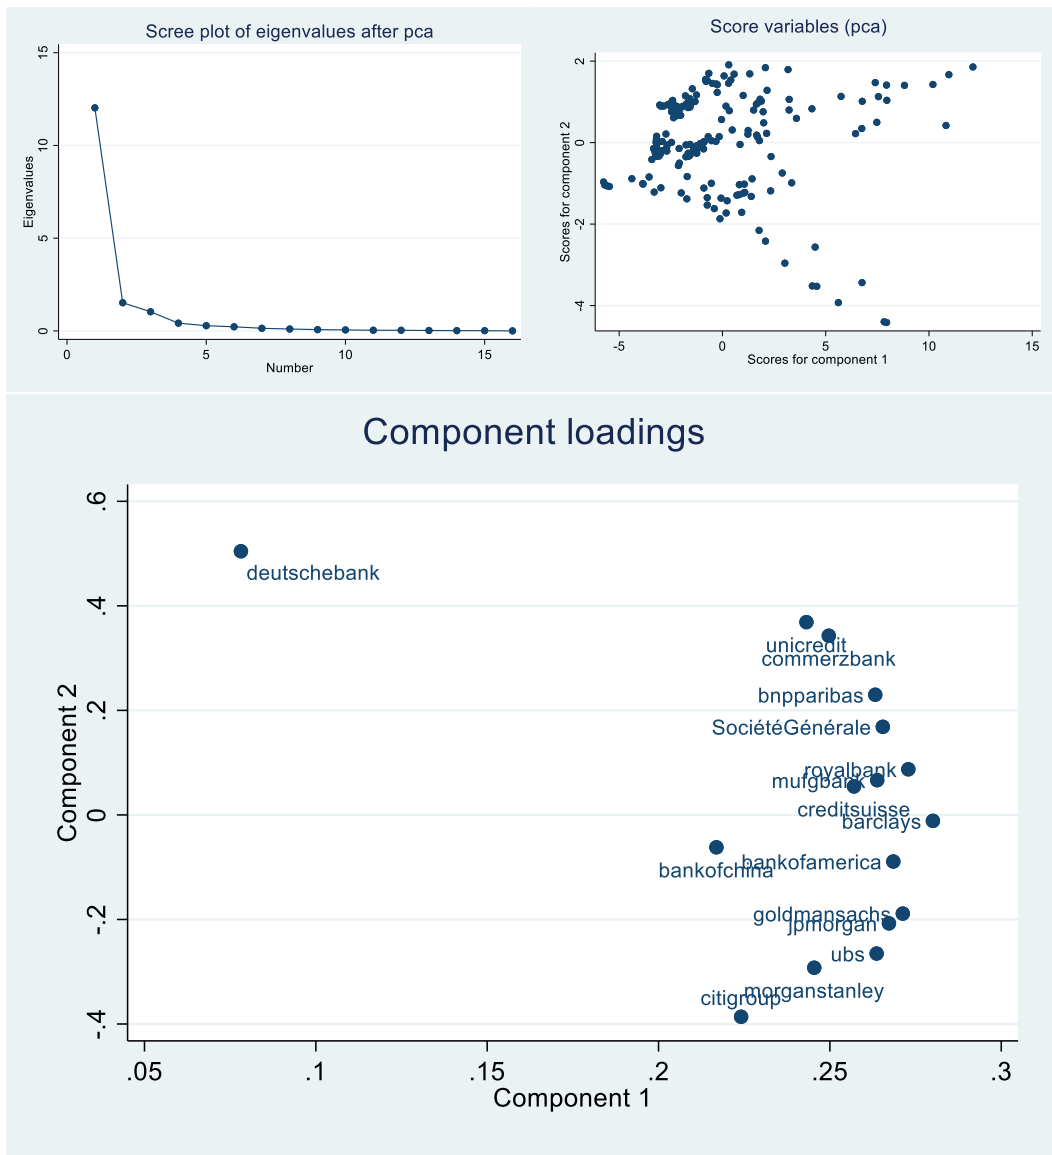 Scree plot of eigenvalues after pca
15
10
5
0
Eigenvalues
0 5 10 15
Number
Score variables (pca)
2
0
-2
-4
Scores for component 2
-5 0 5 10 15
Scores for component 1
Component loadings
.6
.4
.2
0
-.2
-.4
Component 2
deutschebank
unicredit
commerzbank
bnpparibas
SociétéGénérale
royalbank
mufgbank
creditsuisse
barclays
bankofchina
bankofamerica
goldmansachs
jpmorgan
ubs
morganstanley
citigroup
.05 .1 .15 .2 .25 .3
Component 1